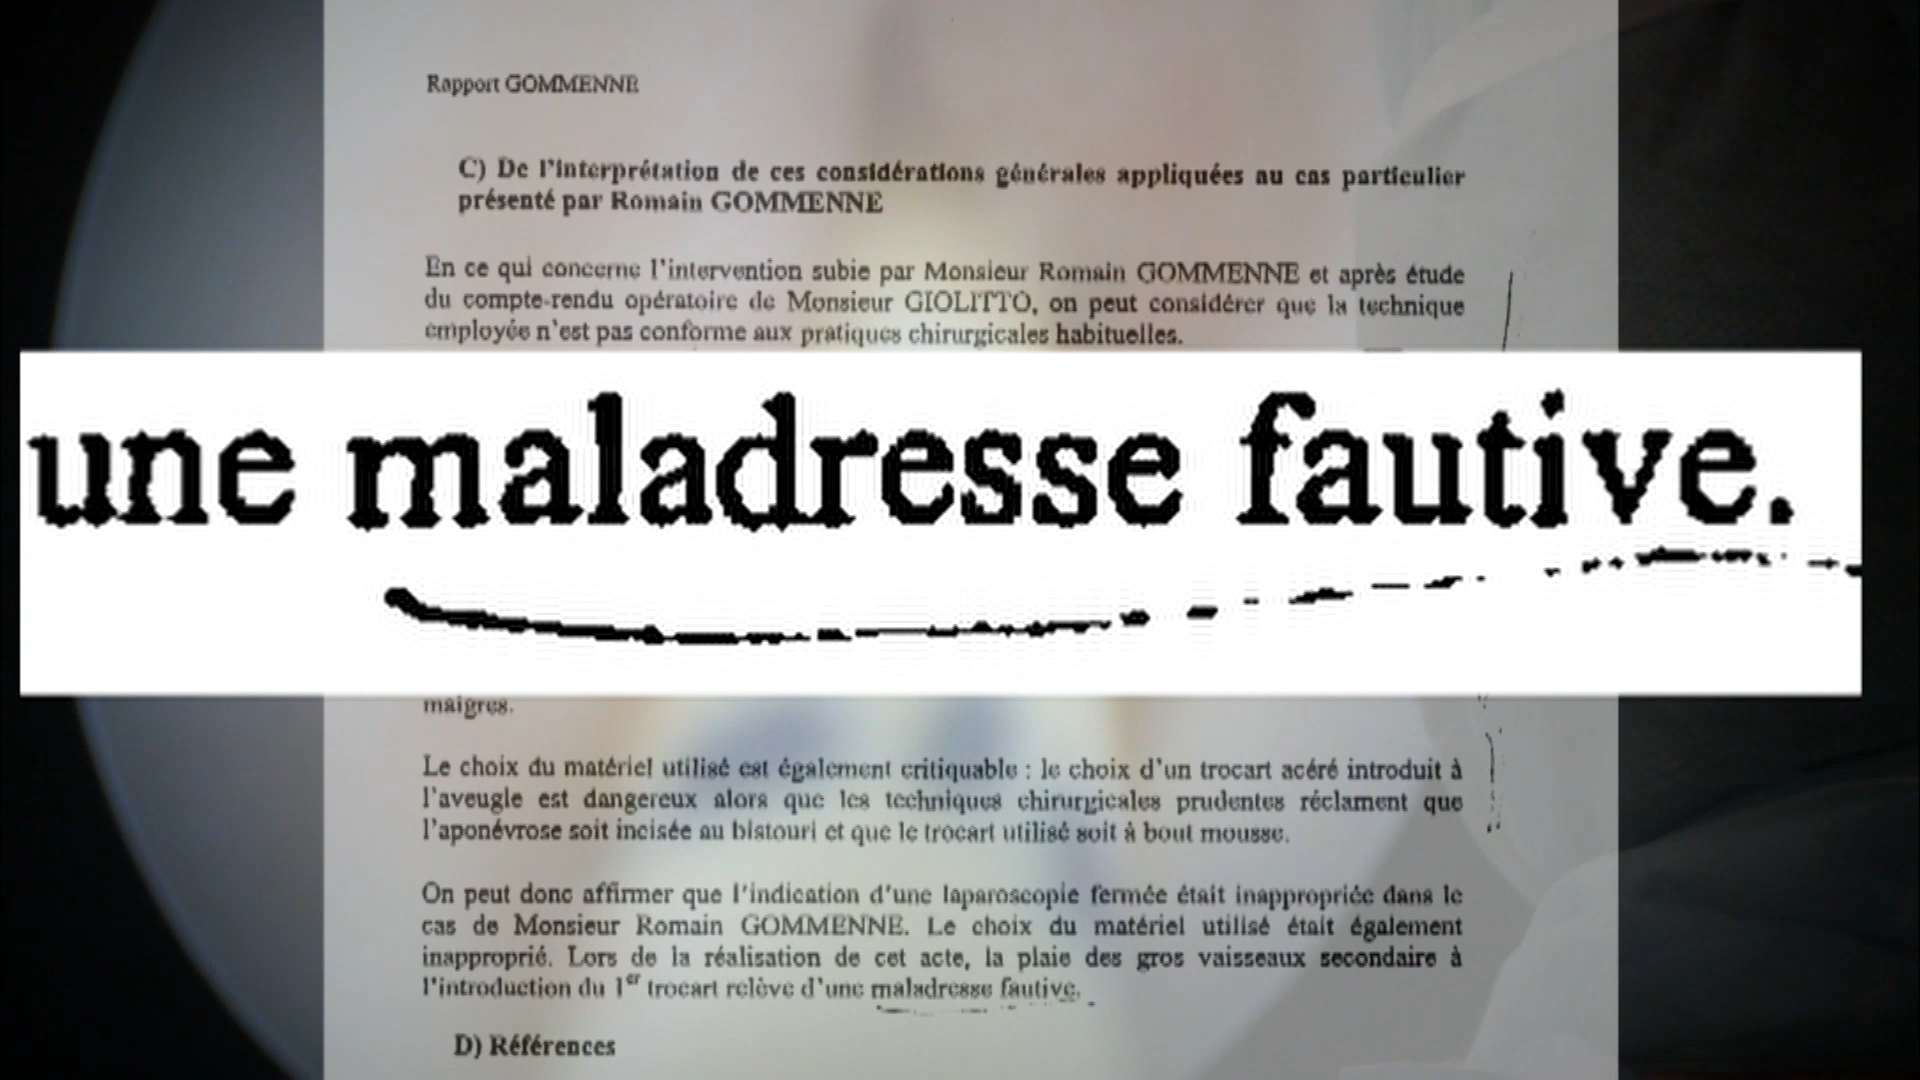 Rapport GOMMENNE
C) De l'interprétation de ces considérations générales appliquées au cas particulier
présenté par Romain GOMMENNE
En ce qui concerne l'intervention subie par Monsieur Romain GOMMENNE et après étude
du compte-rendu opératoire de Monsieur GIOLITTO, on peut considérer que la technique
employée n'est pas conforme aux pratiques chirurgicales habituelles.
une maladresse fautive.
maigres.
Le choix du matériel utilisé est également critiquable : le choix d'un trocart acéré introduit à
l'aveugle est dangereux alors que les techniques chirurgicales prudentes réclament que
l'aponévrose soit incisée au bistouri et que le trocart utilisé soit à bout mousse.
On peut donc affirmer que l'indication d'une laparoscopie fermée était inappropriée dans le
cas de Monsieur Romain GOMMENNE. Le choix du matériel utilisé était également
inapproprié. Lors de la réalisation de cet acte, la plaie des gros vaisseaux secondaire à
l'introduction du 1er trocart relève d'une maladresse fautive.
D) Références